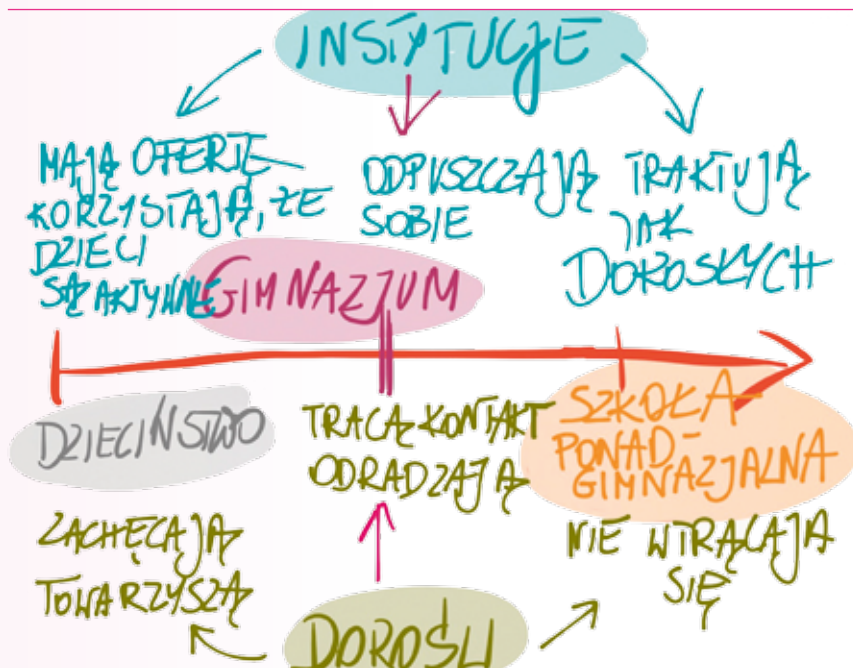 INSTYTUCJE
MAJĄ OFERTĘ
KORZYSTAJĄ, ŻE
DZIECI
SĄ AKTYWNE
ODPUSZCZAJĄ
SOBIE
TRAKTUJĄ
JAK
DOROSŁYCH
GIMNAZJUM
DZIECIŃSTWO
TRACĄ KONTAKT
ODRADZAJĄ
SZKOŁA
PONAD-
GIMNAZJALNA
ZACHĘCAJĄ
TOWARZYSZĄ
NIE WTRĄCAJĄ
SIĘ
DOROŚLI